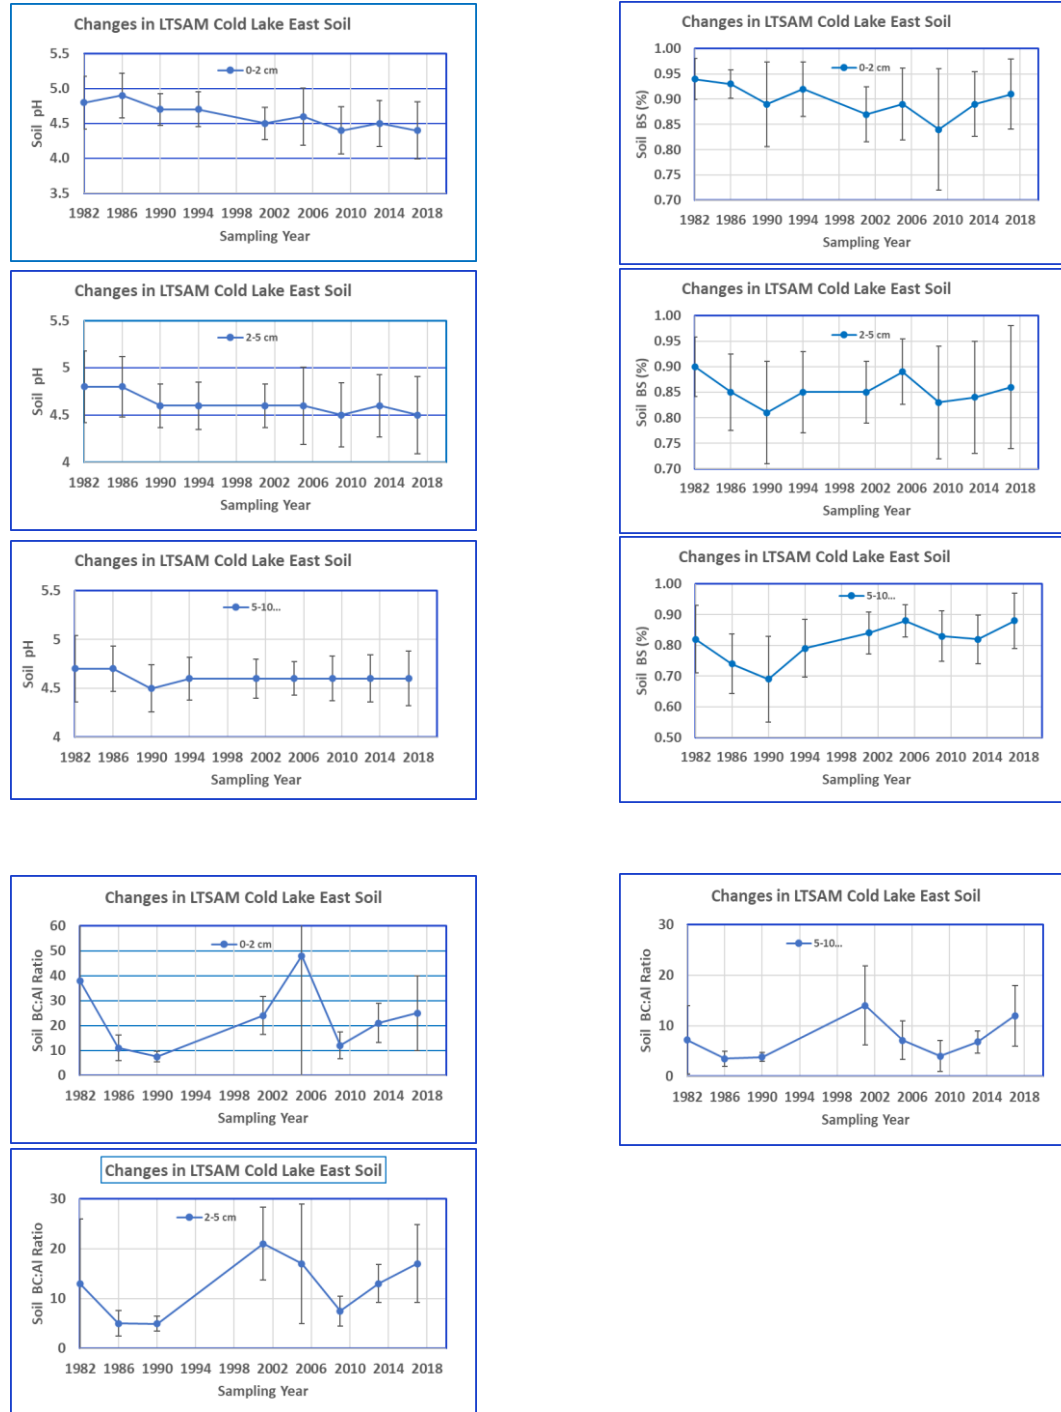 Changes in LTSAM Cold Lake East Soil
5.5
5.0
4.5
4.0
3.5
Soil pH
0-2 cm
1982 1986 1990 1994 1998 2002 2006 2010 2014 2018
Sampling Year
Changes in LTSAM Cold Lake East Soil
1.00
0.95
0.90
0.85
0.80
0.75
0.70
Soil BS (%)
0-2 cm
1982 1986 1990 1994 1998 2002 2006 2010 2014 2018
Sampling Year
Changes in LTSAM Cold Lake East Soil
5.5
5
4.5
4
Soil pH
2-5 cm
1982 1986 1990 1994 1998 2002 2006 2010 2014 2018
Sampling Year
Changes in LTSAM Cold Lake East Soil
1.00
0.95
0.90
0.85
0.80
0.75
0.70
Soil BS (%)
2-5 cm
1982 1986 1990 1994 1998 2002 2006 2010 2014 2018
Sampling Year
Changes in LTSAM Cold Lake East Soil
5.5
5
4.5
4
Soil pH
5-10...
1982 1986 1990 1994 1998 2002 2006 2010 2014 2018
Sampling Year
Changes in LTSAM Cold Lake East Soil
1.00
0.90
0.80
0.70
0.60
0.50
Soil BS (%)
5-10...
1982 1986 1990 1994 1998 2002 2006 2010 2014 2018
Sampling Year
Changes in LTSAM Cold Lake East Soil
60
50
40
30
20
10
0
Soil BC:Al Ratio
0-2 cm
1982 1986 1990 1994 1998 2002 2006 2010 2014 2018
Sampling Year
Changes in LTSAM Cold Lake East Soil
30
20
10
0
Soil BC:Al Ratio
5-10...
1982 1986 1990 1994 1998 2002 2006 2010 2014 2018
Sampling Year
Changes in LTSAM Cold Lake East Soil
30
20
10
0
Soil BC:Al Ratio
2-5 cm
1982 1986 1990 1994 1998 2002 2006 2010 2014 2018
Sampling Year